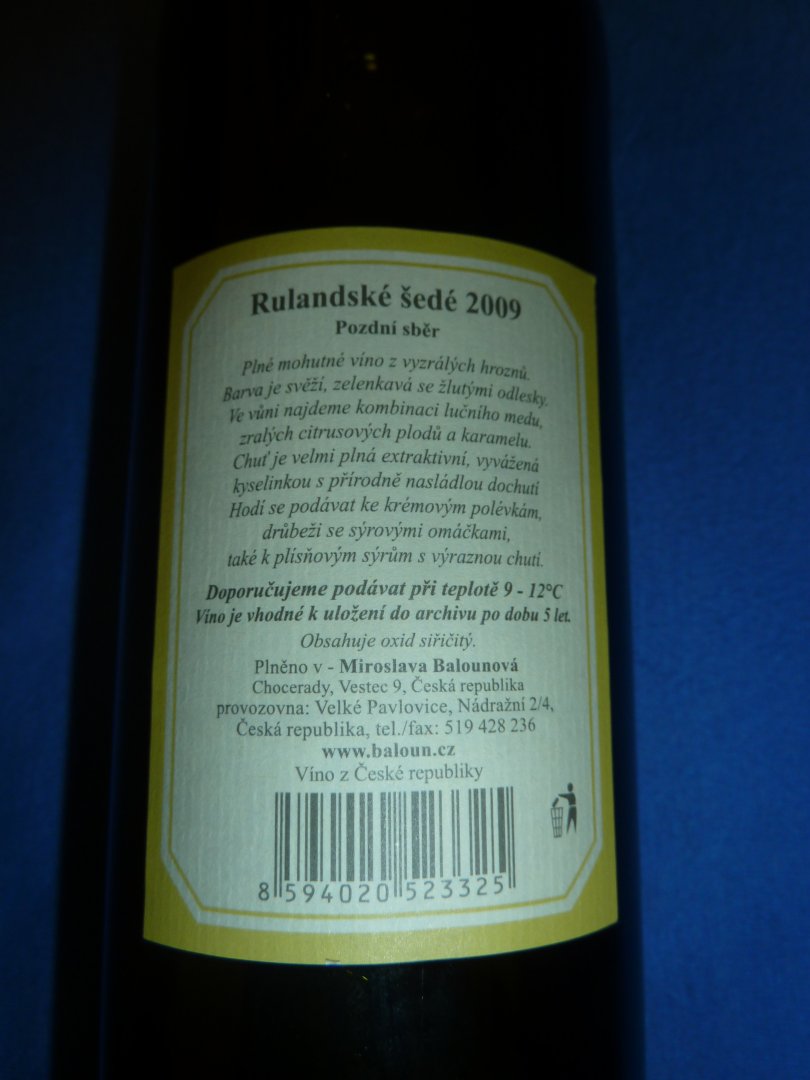 Rulandské šedé 2009
Pozdní sběr
Plné mohutné víno z vyzrálých hroznů.
Barva je svěží, zelenkavá se žlutými odlesky.
Ve vůni najdeme kombinaci lučního medu,
zralých citrusových plodů a karamelu.
Chuť je velmi plná extraktivní, vyvážená
kyselinkou s přírodně nasládlou dochutí
Hodí se podávat ke krémovým polévkám,
drůbeži se sýrovými omáčkami,
také k plísňovým sýrům s výraznou chutí.
Doporučujeme podávat při teplotě 9 - 12°C
Víno je vhodné k uložení do archivu po dobu 5 let.
Obsahuje oxid siřičitý.
Plněno v - Miroslava Balounová
Chocerady, Vestec 9, Česká republika
provozovna: Velké Pavlovice, Nádražní 2/4,
Česká republika, tel./fax: 519 428 236
www.baloun.cz
Víno z České republiky
8 594020 523325